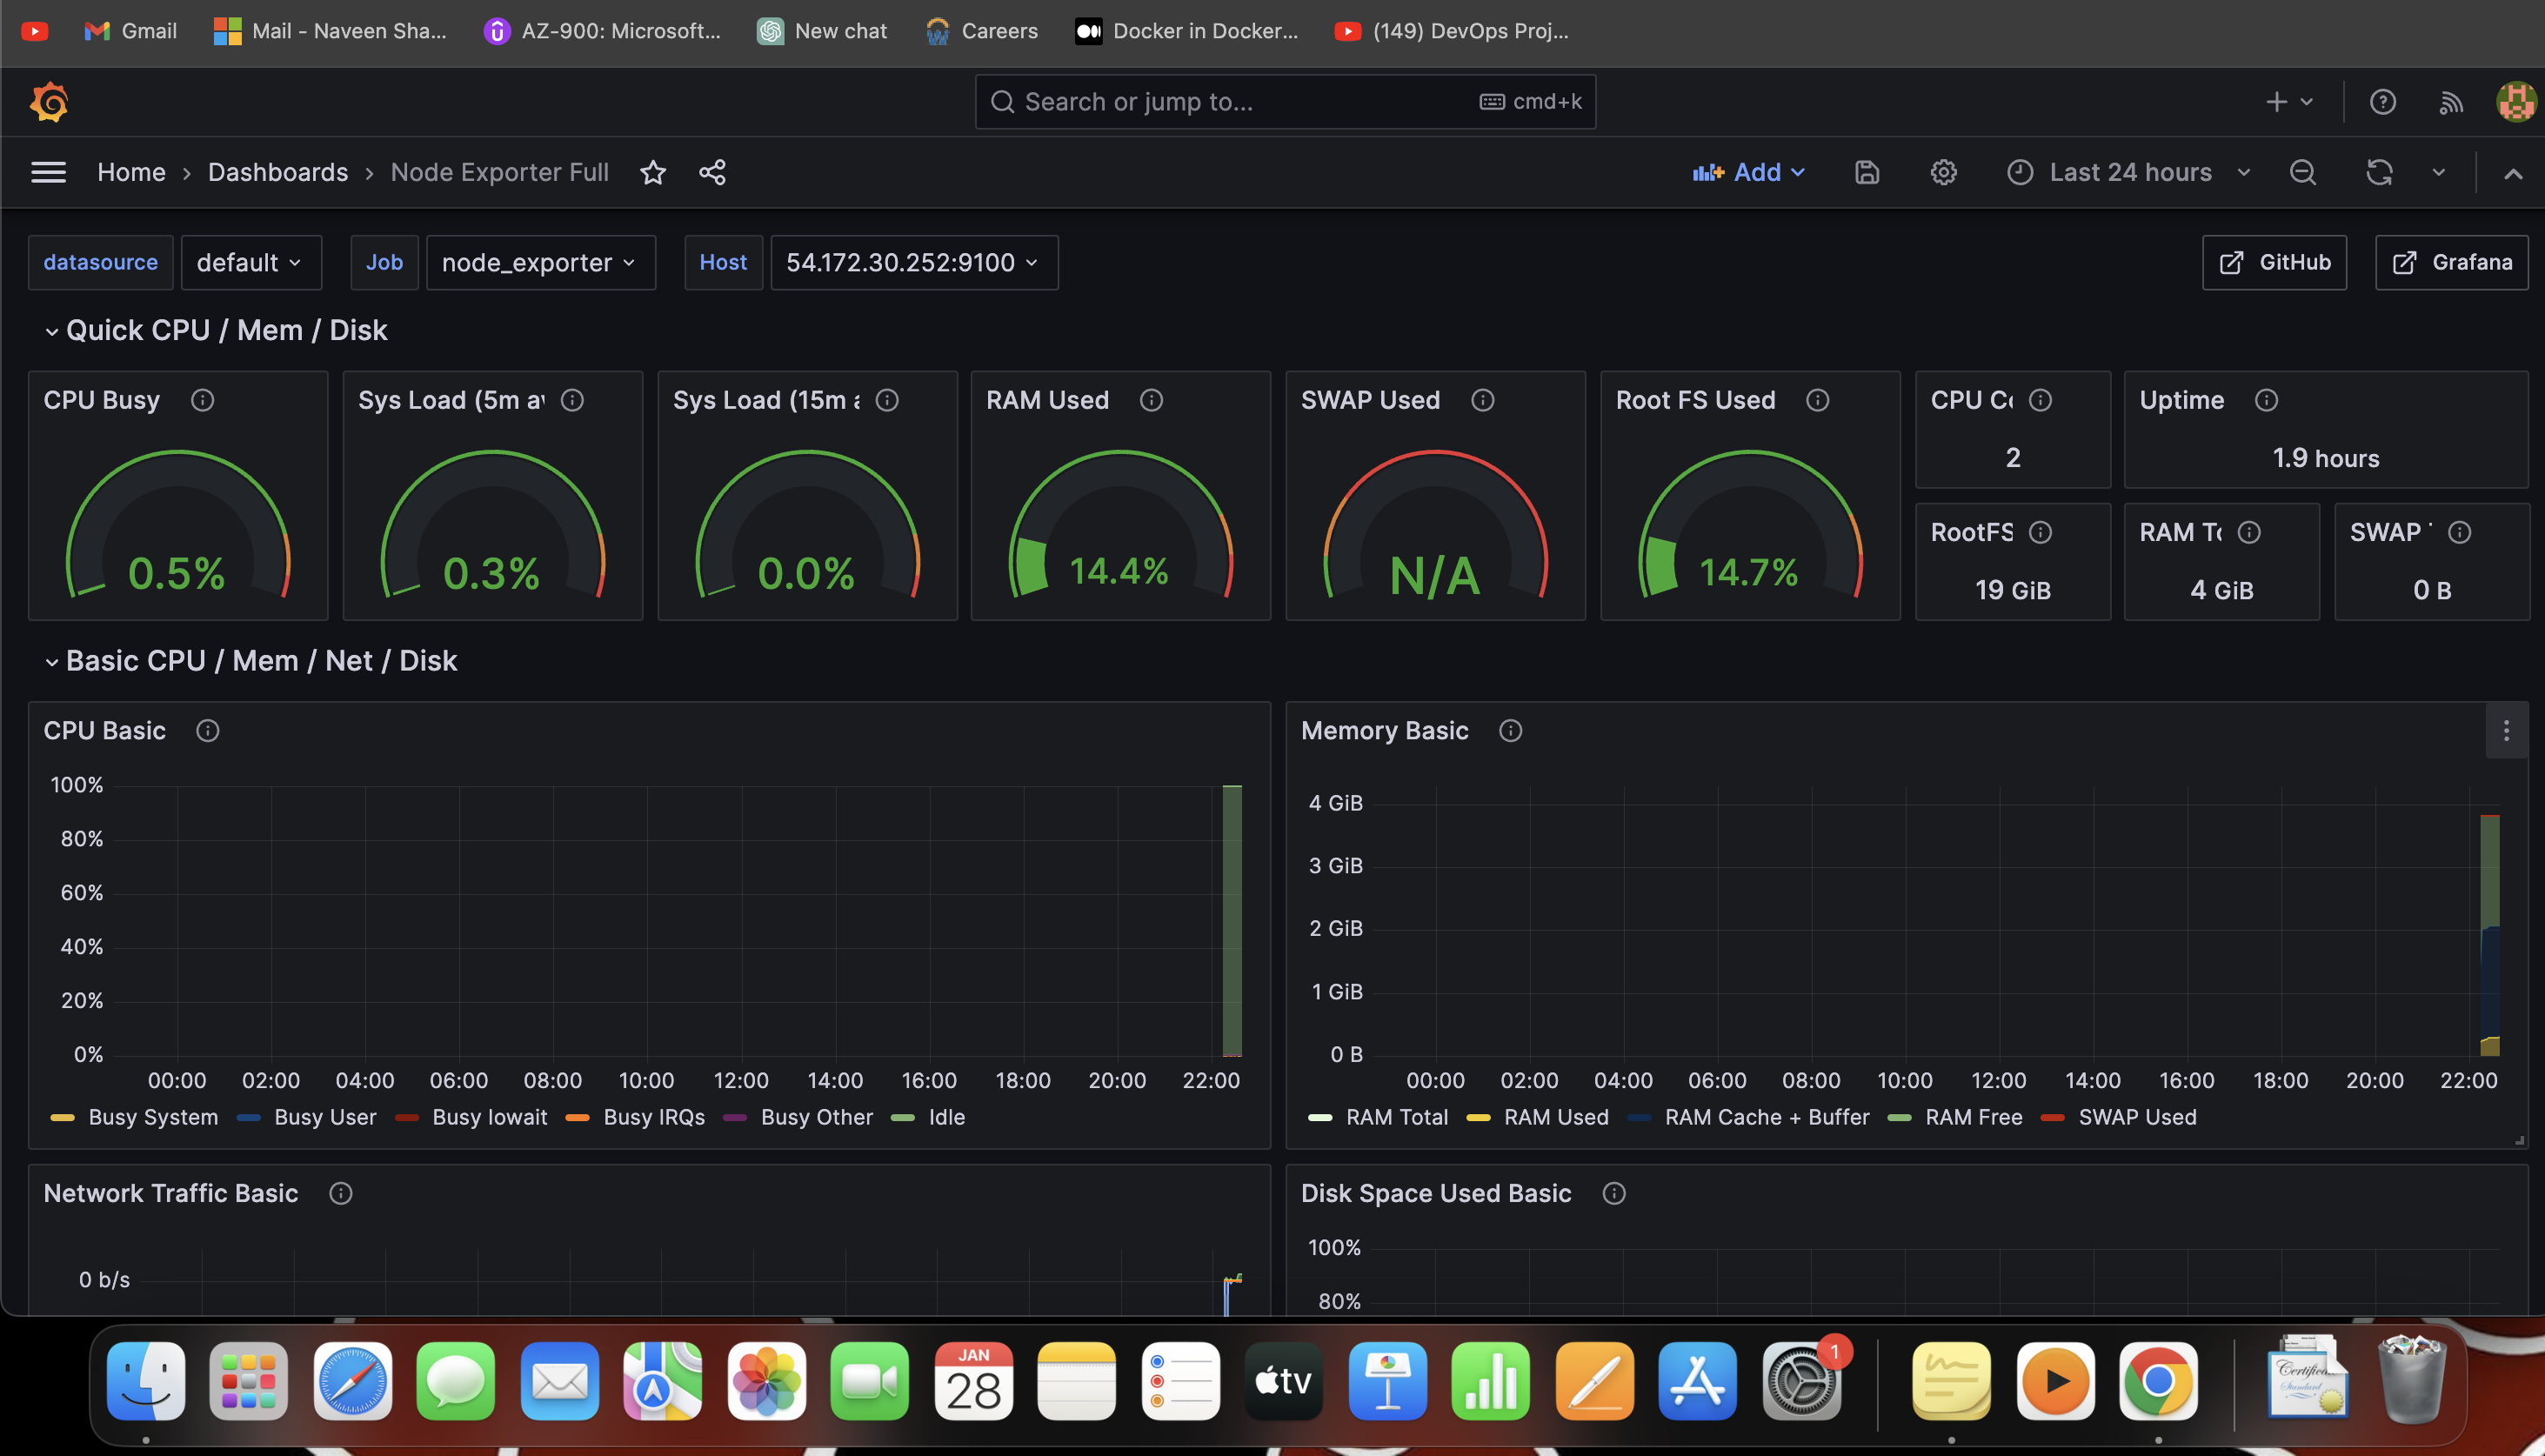 Gmail Mail - Naveen Sha... AZ-900: Microsoft... New chat Careers Docker in Docker... (149) DevOps Proj...
Search or jump to... cmd+k
Home › Dashboards › Node Exporter Full Add Last 24 hours
datasource default Job node_exporter Host 54.172.30.252:9100 GitHub Grafana
Quick CPU / Mem / Disk
CPU Busy
0.5%
Sys Load (5m av
0.3%
Sys Load (15m a
0.0%
RAM Used
14.4%
SWAP Used
N/A
Root FS Used
14.7%
CPU Co
2
Uptime
1.9 hours
RootFS
19 GiB
RAM To
4 GiB
SWAP
0 B
Basic CPU / Mem / Net / Disk
CPU Basic
100%
80%
60%
40%
20%
0%
00:00 02:00 04:00 06:00 08:00 10:00 12:00 14:00 16:00 18:00 20:00 22:00
Busy System Busy User Busy Iowait Busy IRQs Busy Other Idle
Memory Basic
4 GiB
3 GiB
2 GiB
1 GiB
0 B
00:00 02:00 04:00 06:00 08:00 10:00 12:00 14:00 16:00 18:00 20:00 22:00
RAM Total RAM Used RAM Cache + Buffer RAM Free SWAP Used
Network Traffic Basic
0 b/s
Disk Space Used Basic
100%
80%
JAN
28
tv
1